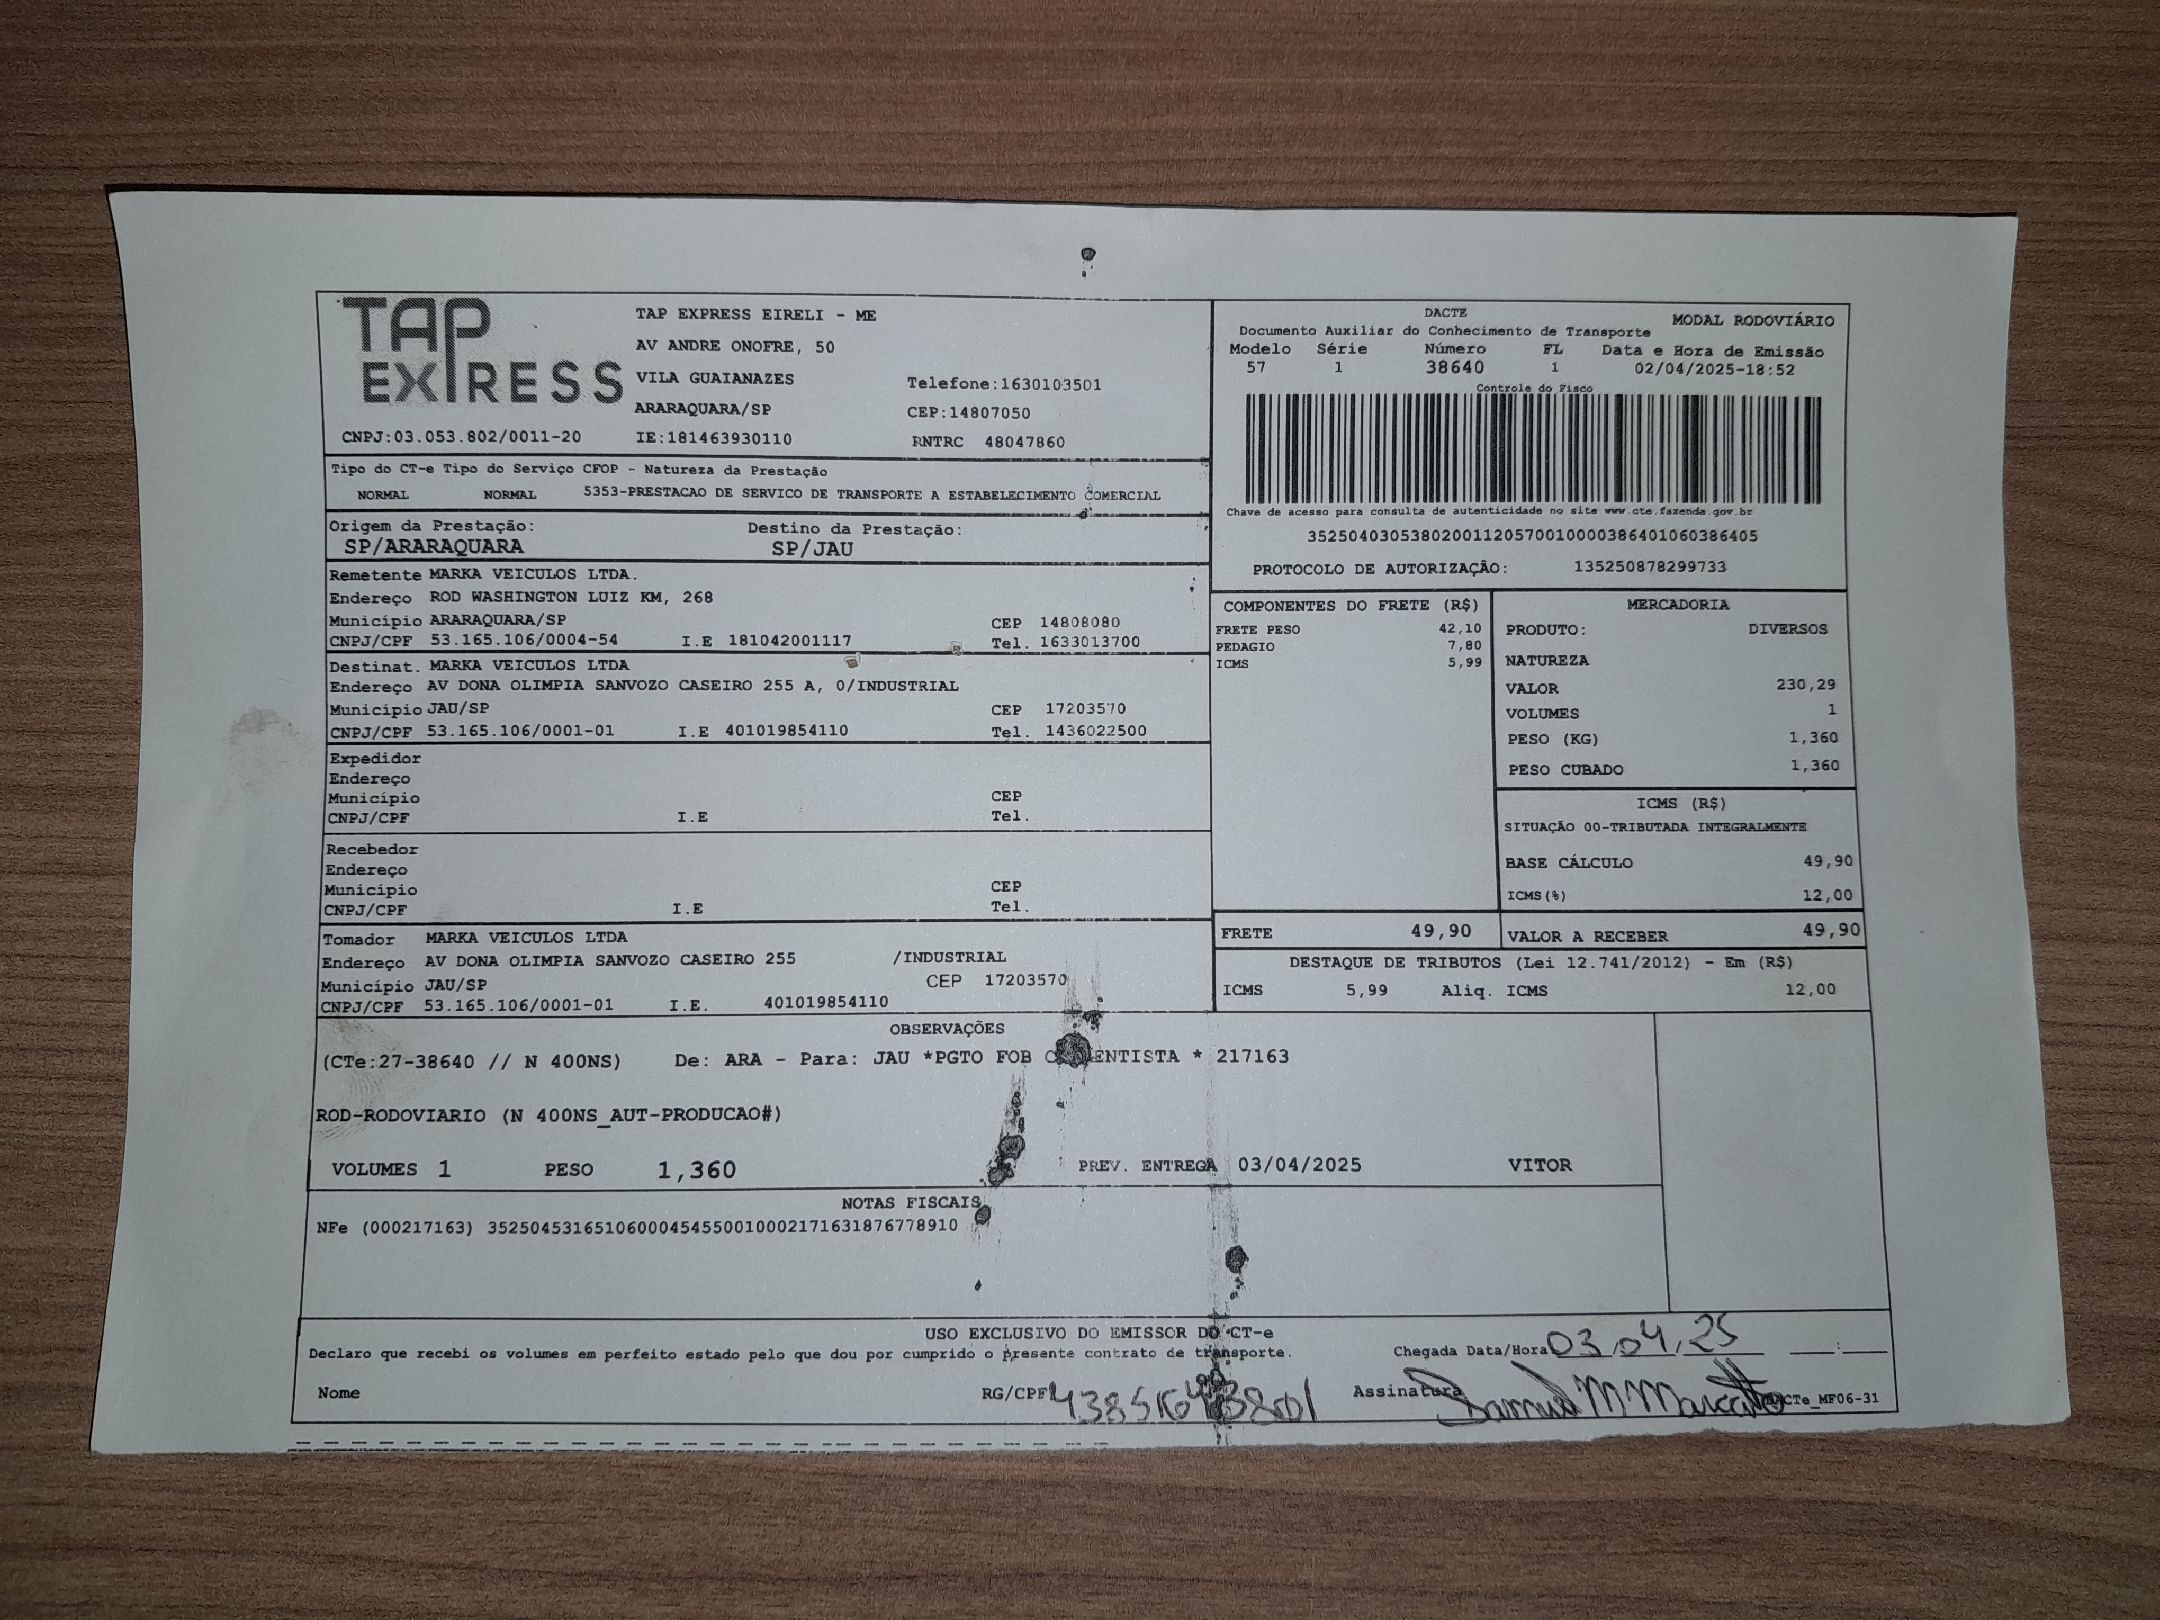 TAP
EXPRESS
CNPJ:03.053.802/0011-20
TAP EXPRESS EIRELI - ME
AV ANDRE ONOFRE, 50
VILA GUAIANAZES
Telefone:1630103501
ARARAQUARA/SP
CEP:14807050
IE:181463930110
RNTRC 48047860
DACTE
MODAL RODOVIÁRIO
Documento Auxiliar do Conhecimento de Transporte
Modelo Série Número FL Data e Hora de Emissão
57 1 38640 1 02/04/2025-18:52
Controle do Fisco
Chave de acesso para consulta de autenticidade no site www.cte.fazenda.gov.br
35250403053802001120570010000386401060386405
PROTOCOLO DE AUTORIZAÇÃO: 135250878299733
Tipo do CT-e Tipo do Serviço CFOP - Natureza da Prestação
NORMAL NORMAL 5353-PRESTACAO DE SERVICO DE TRANSPORTE A ESTABELECIMENTO COMERCIAL
Origem da Prestação: Destino da Prestação:
SP/ARARAQUARA SP/JAU
Remetente MARKA VEICULOS LTDA.
Endereço ROD WASHINGTON LUIZ KM, 268
Município ARARAQUARA/SP CEP 14808080
CNPJ/CPF 53.165.106/0004-54 I.E 181042001117 Tel. 1633013700
Destinat. MARKA VEICULOS LTDA
Endereço AV DONA OLIMPIA SANVOZO CASEIRO 255 A, 0/INDUSTRIAL
Município JAU/SP CEP 17203570
CNPJ/CPF 53.165.106/0001-01 I.E 401019854110 Tel. 1436022500
Expedidor
Endereço
Município CEP
CNPJ/CPF I.E Tel.
Recebedor
Endereço
Município CEP
CNPJ/CPF I.E Tel.
Tomador MARKA VEICULOS LTDA
Endereço AV DONA OLIMPIA SANVOZO CASEIRO 255 /INDUSTRIAL
Município JAU/SP CEP 17203570
CNPJ/CPF 53.165.106/0001-01 I.E. 401019854110
COMPONENTES DO FRETE (R$)
FRETE PESO 42,10
PEDAGIO 7,80
ICMS 5,99
MERCADORIA
PRODUTO: DIVERSOS
NATUREZA
VALOR 230,29
VOLUMES 1
PESO (KG) 1,360
PESO CUBADO 1,360
ICMS (R$)
SITUAÇÃO 00-TRIBUTADA INTEGRALMENTE
BASE CÁLCULO 49,90
ICMS(%) 12,00
FRETE 49,90 VALOR A RECEBER 49,90
DESTAQUE DE TRIBUTOS (Lei 12.741/2012) - Em (R$)
ICMS 5,99 Aliq. ICMS 12,00
OBSERVAÇÕES
(CTe:27-38640 // N 400NS) De: ARA - Para: JAU *PGTO FOB * 217163
ROD-RODOVIARIO (N 400NS_AUT-PRODUCAO#)
VOLUMES 1 PESO 1,360 PREV. ENTREGA 03/04/2025 VITOR
NOTAS FISCAIS
NFe (000217163) 35250453165106000454550010002171631876778910
USO EXCLUSIVO DO EMISSOR DO CT-e
Declaro que recebi os volumes em perfeito estado pelo que dou por cumprido o presente contrato de transporte.
Chegada Data/Hora 03/04/25 :
Nome RG/CPF Assinatura DACTe_MF06-31